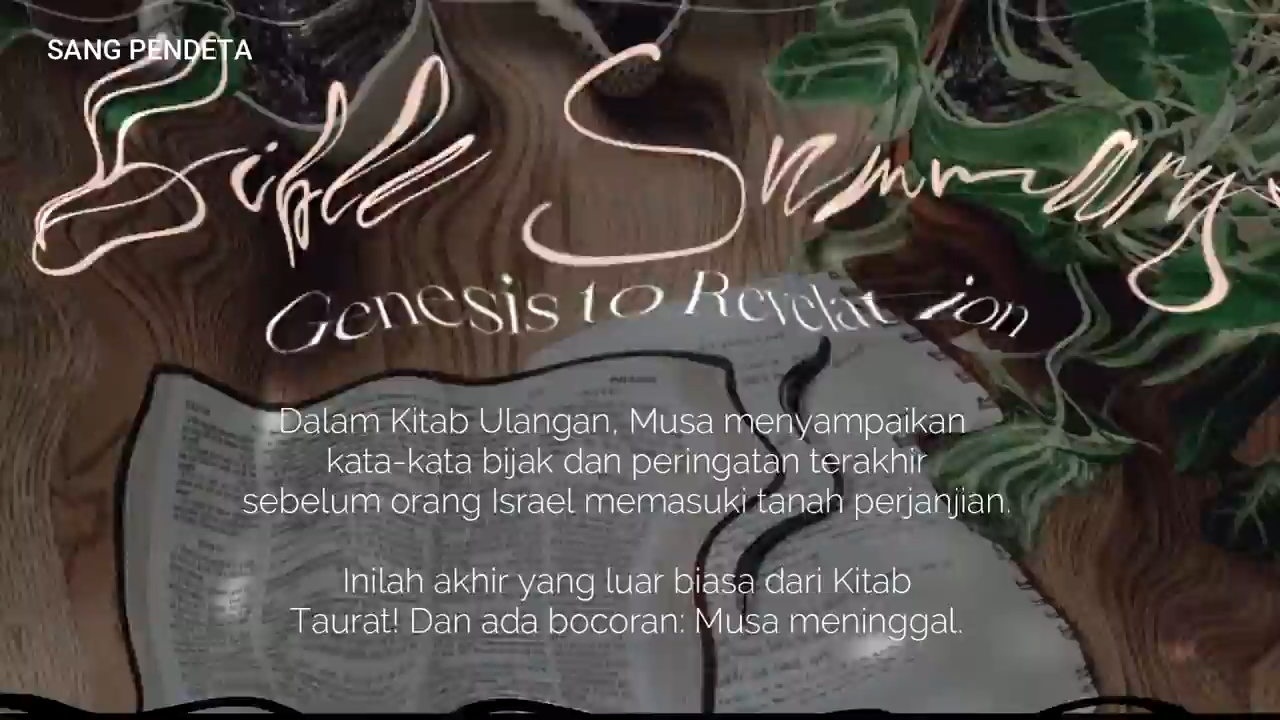 SANG PENDETA
Bible Summary
Genesis to Revelation
Dalam Kitab Ulangan, Musa menyampaikan
kata-kata bijak dan peringatan terakhir
sebelum orang Israel memasuki tanah perjanjian.
Inilah akhir yang luar biasa dari Kitab
Taurat! Dan ada bocoran: Musa meninggal.